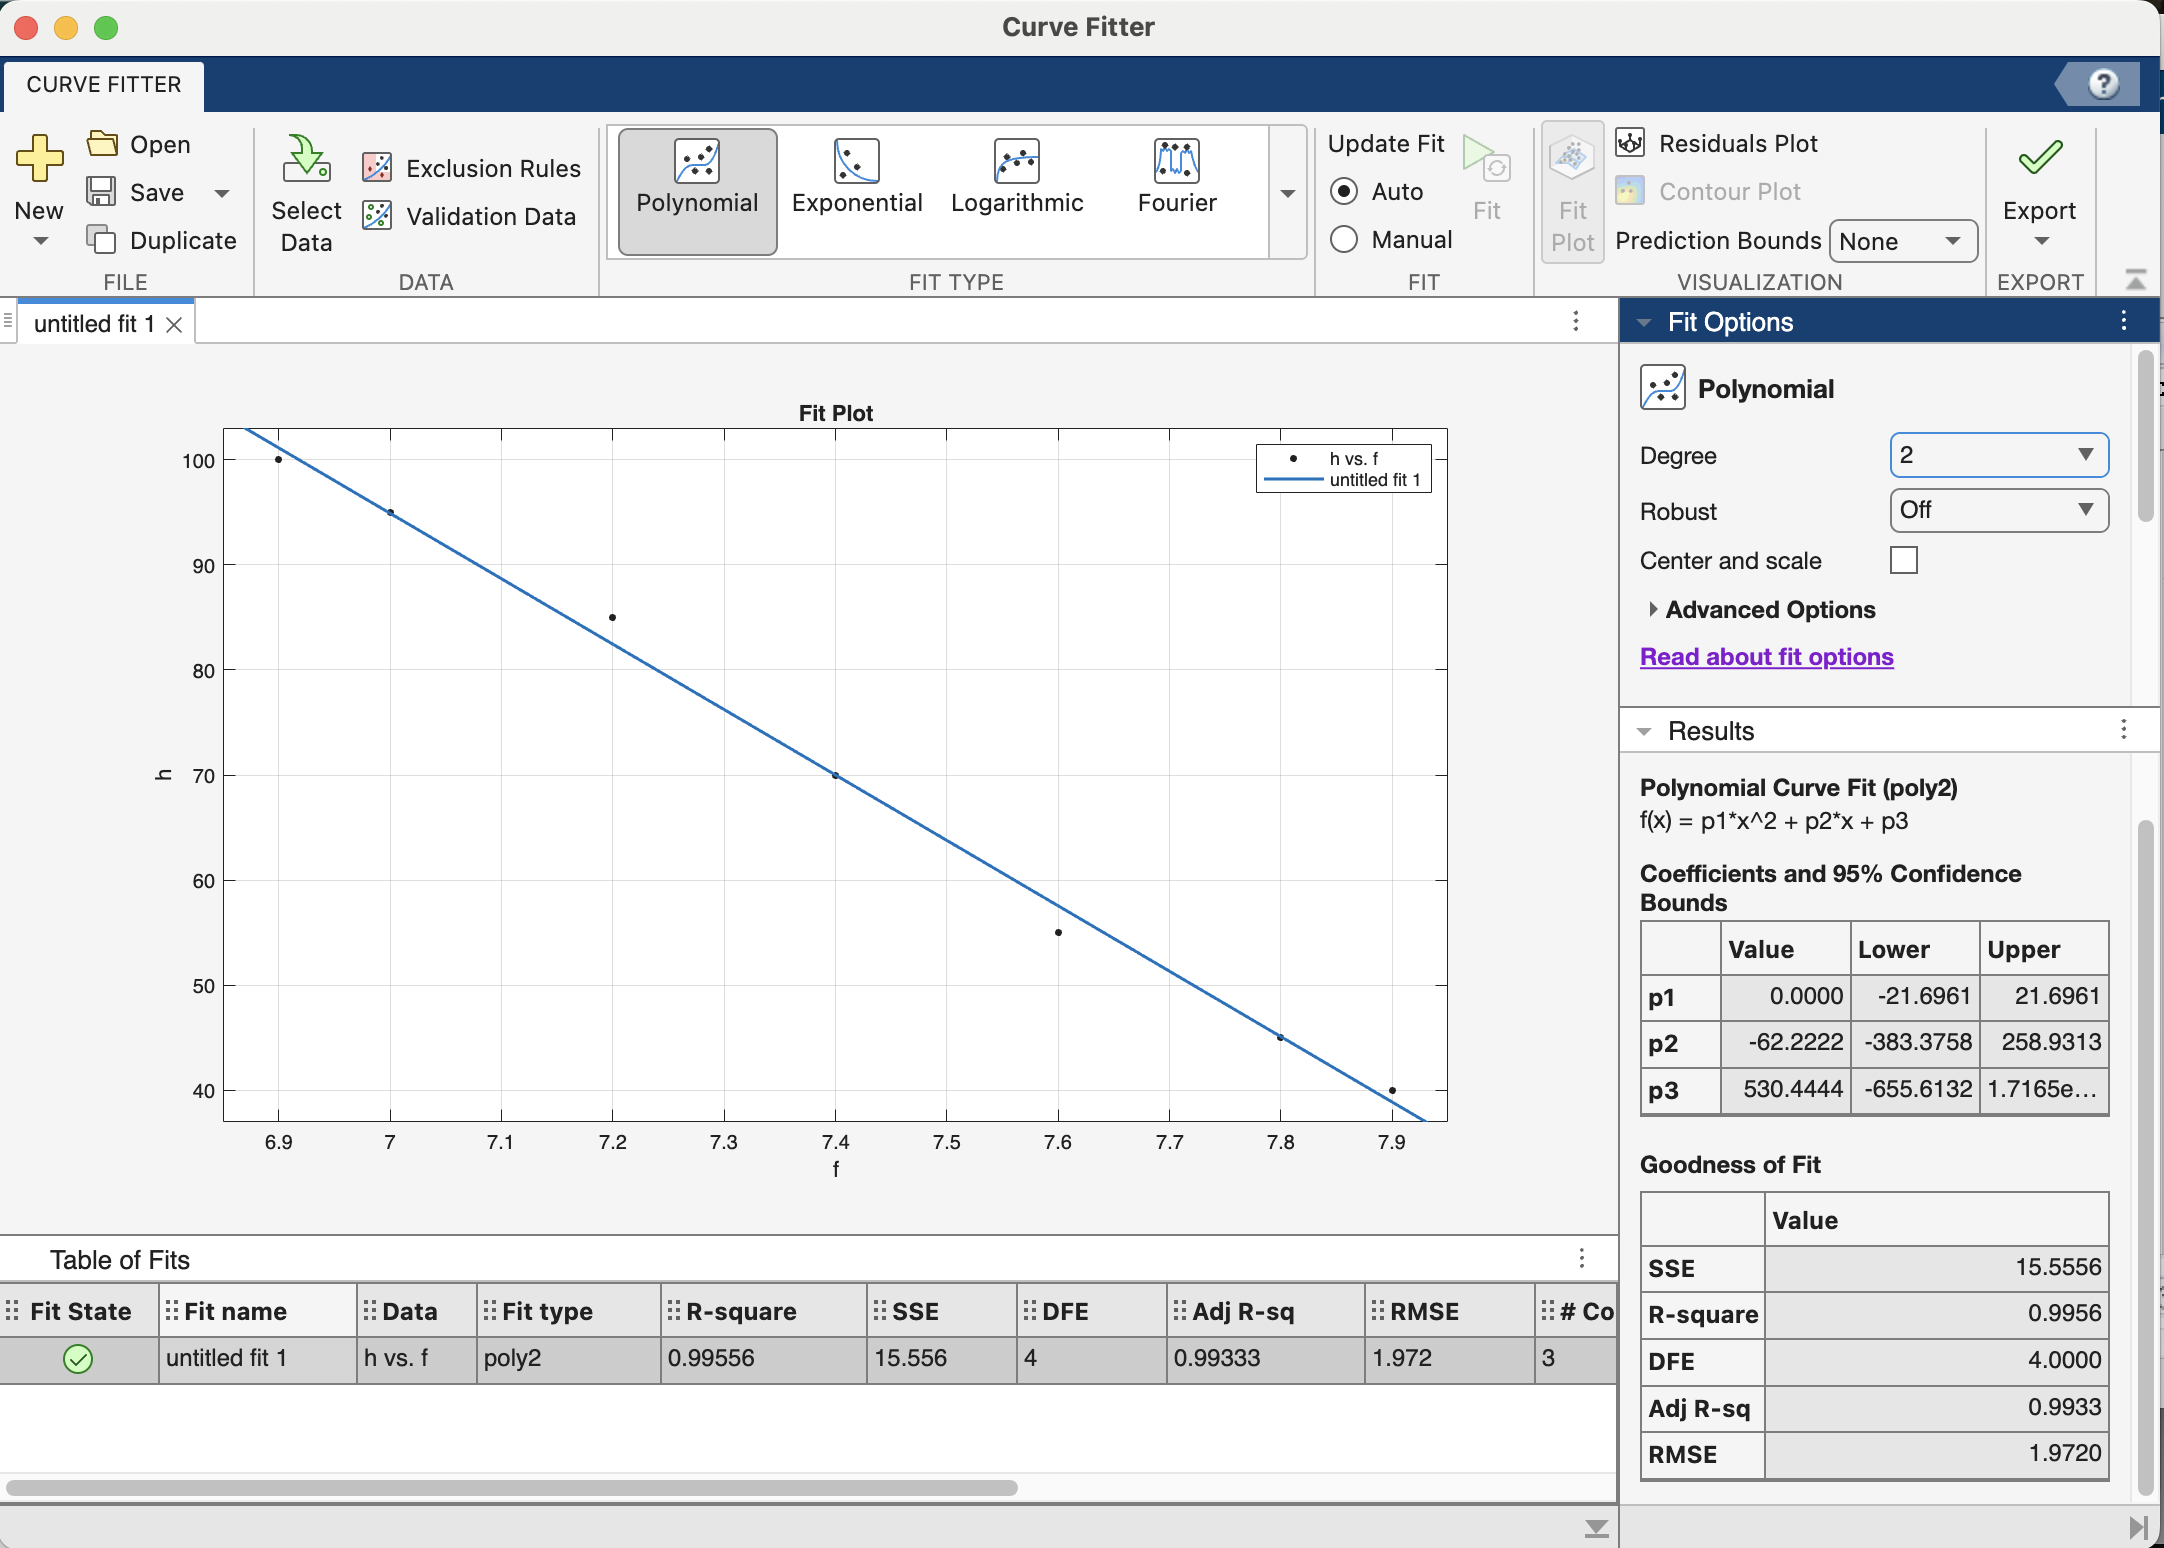 Curve Fitter
CURVE FITTER
New
Open
Save
Duplicate
FILE
Select
Data
Exclusion Rules
Validation Data
DATA
Polynomial
Exponential
Logarithmic
Fourier
FIT TYPE
Update Fit
Auto
Manual
Fit
FIT
Fit
Plot
Residuals Plot
Contour Plot
Prediction Bounds None
VISUALIZATION
Export
EXPORT
untitled fit 1
Fit Plot
h vs. f
untitled fit 1
100
90
80
70
60
50
40
h
6.9 7 7.1 7.2 7.3 7.4 7.5 7.6 7.7 7.8 7.9
f
Table of Fits
Fit State Fit name Data Fit type R-square SSE DFE Adj R-sq RMSE # Co
untitled fit 1 h vs. f poly2 0.99556 15.556 4 0.99333 1.972 3
Fit Options
Polynomial
Degree 2
Robust Off
Center and scale
Advanced Options
Read about fit options
Results
Polynomial Curve Fit (poly2)
f(x) = p1*x^2 + p2*x + p3
Coefficients and 95% Confidence
Bounds
Value Lower Upper
p1 0.0000 -21.6961 21.6961
p2 -62.2222 -383.3758 258.9313
p3 530.4444 -655.6132 1.7165e...
Goodness of Fit
Value
SSE 15.5556
R-square 0.9956
DFE 4.0000
Adj R-sq 0.9933
RMSE 1.9720